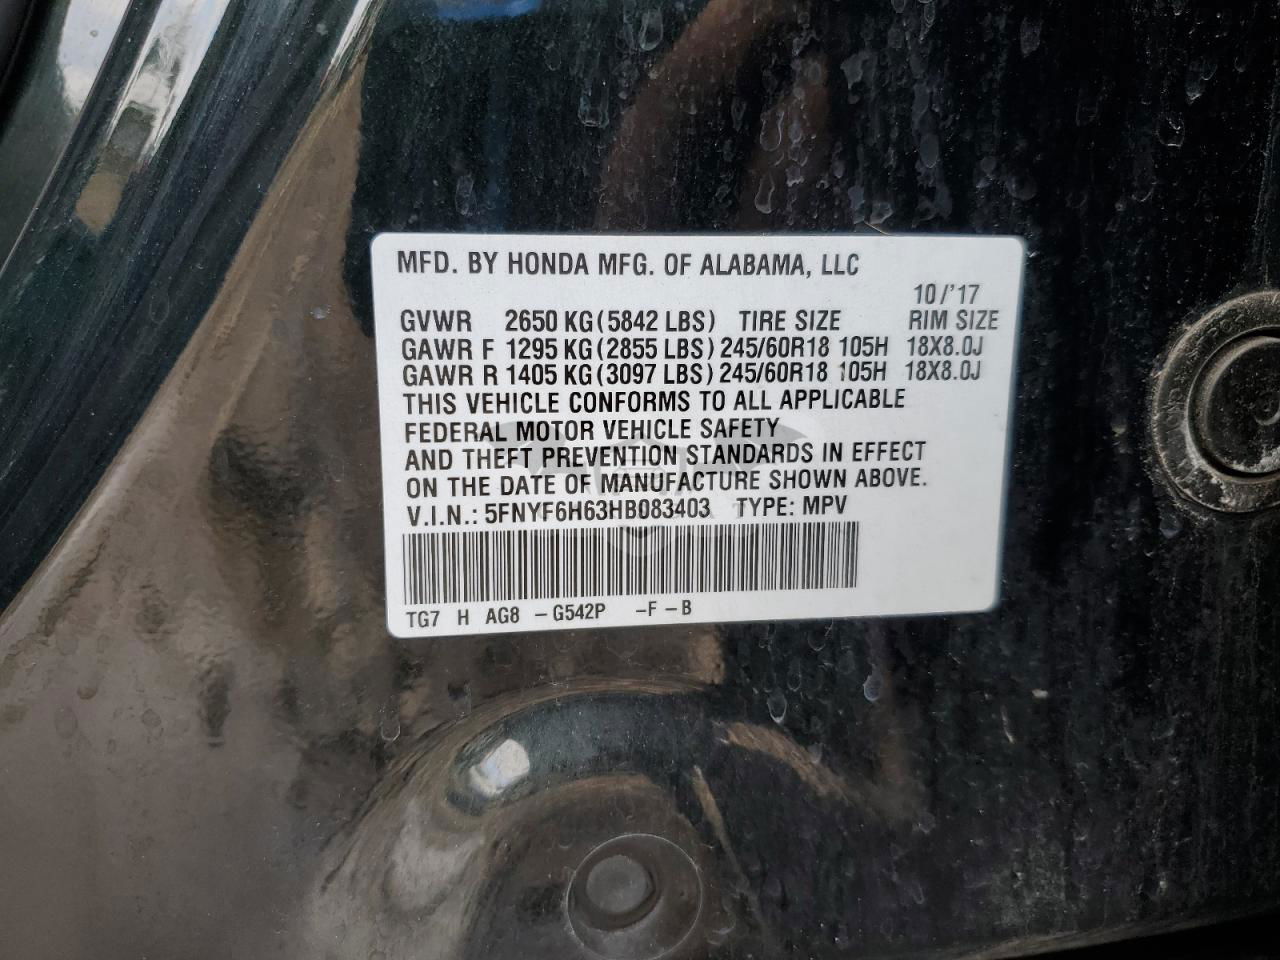 MFD. BY HONDA MFG. OF ALABAMA, LLC
10/'17
GVWR 2650 KG (5842 LBS) TIRE SIZE RIM SIZE
GAWR F 1295 KG (2855 LBS) 245/60R18 105H 18X8.0J
GAWR R 1405 KG (3097 LBS) 245/60R18 105H 18X8.0J
THIS VEHICLE CONFORMS TO ALL APPLICABLE
FEDERAL MOTOR VEHICLE SAFETY
AND THEFT PREVENTION STANDARDS IN EFFECT
ON THE DATE OF MANUFACTURE SHOWN ABOVE.
V.I.N.: 5FNYF6H63HB083403 TYPE: MPV
TG7 H AG8 -G542P -F-B